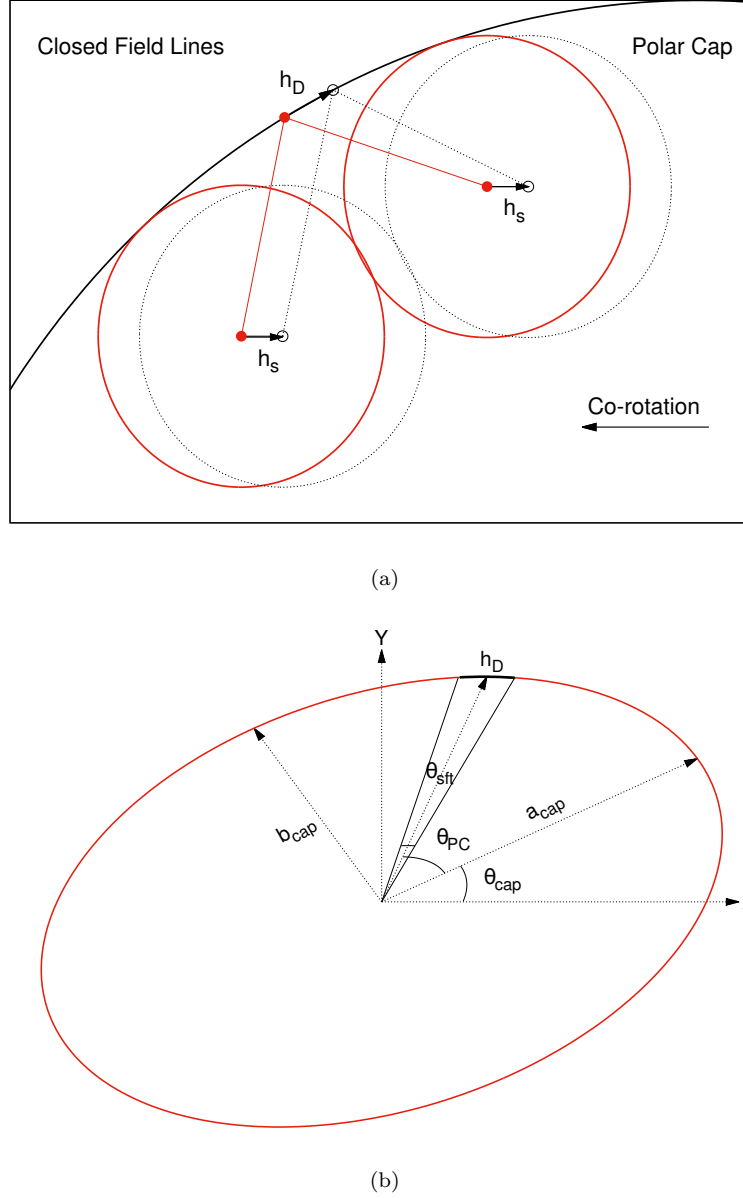 Closed Field Lines
Polar Cap
h_D
h_s
h_s
Co-rotation
(a)
Y
h_D
θ_sft
a_cap
b_cap
θ_PC
θ_cap
(b)